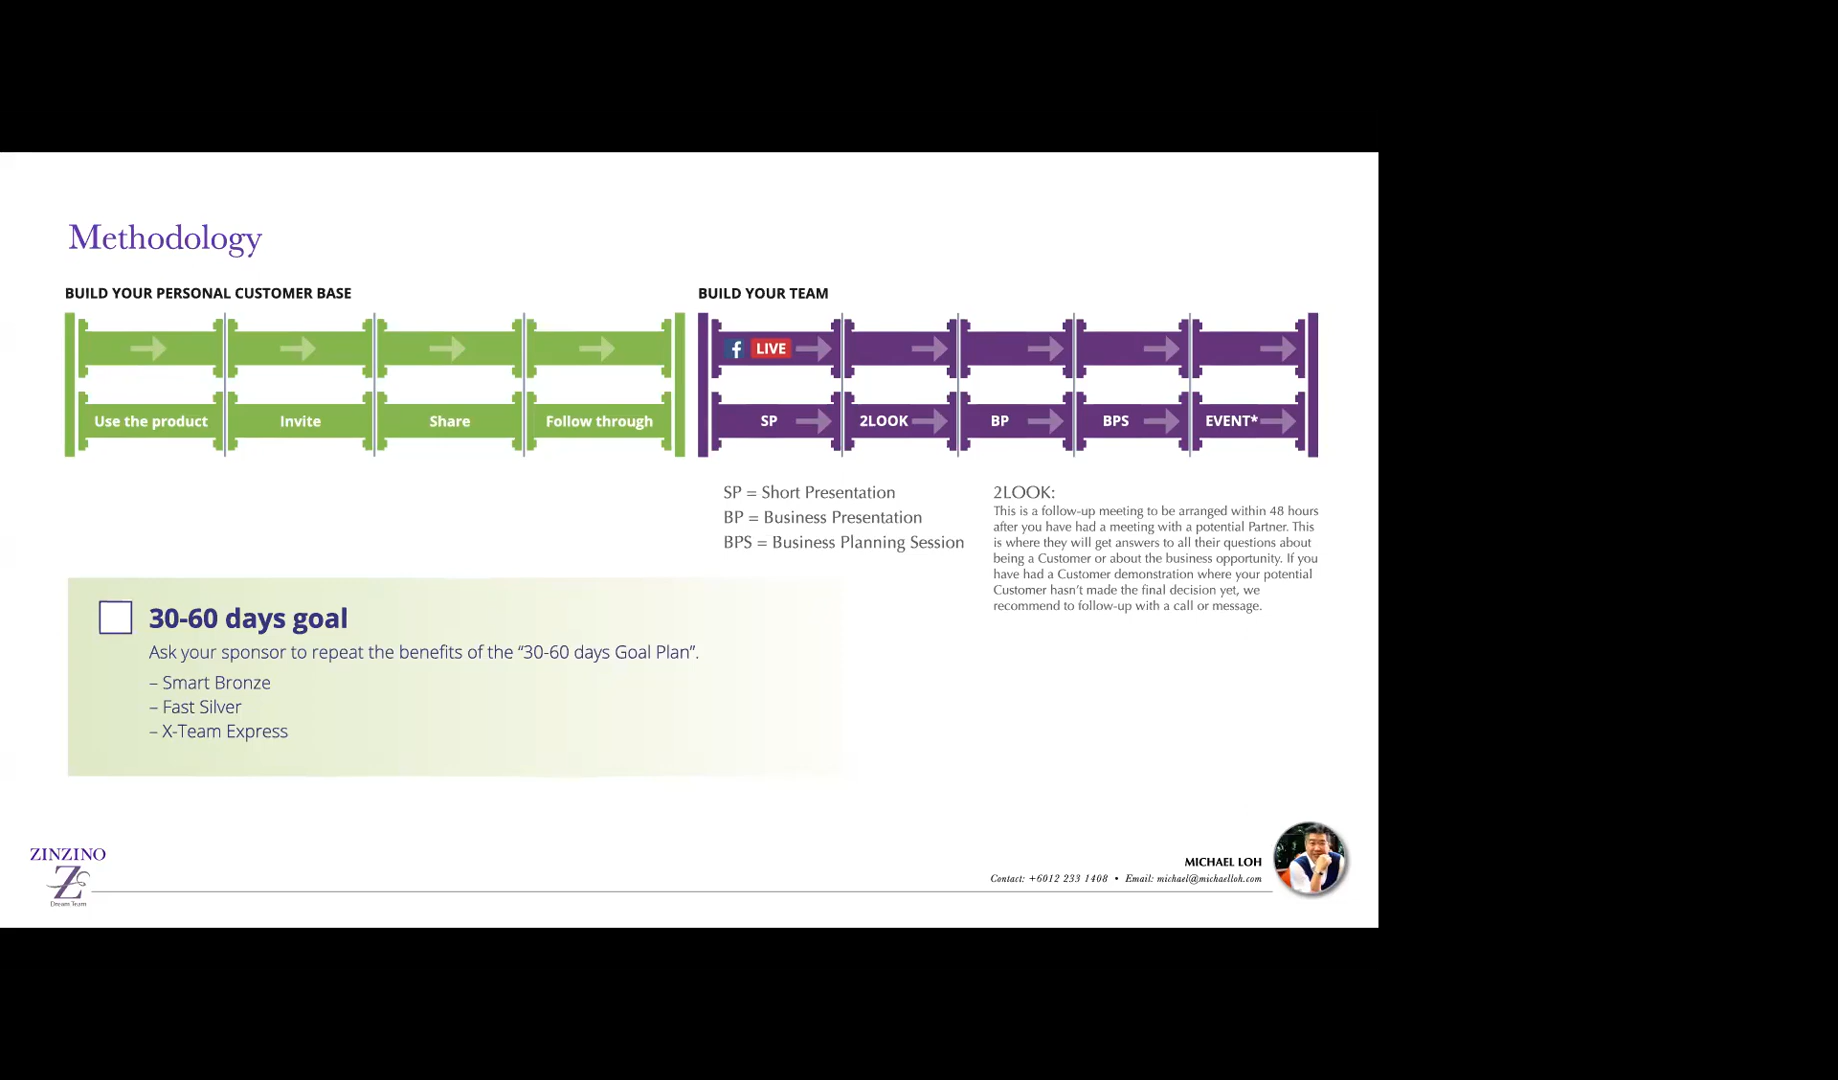 Methodology
BUILD YOUR PERSONAL CUSTOMER BASE
Use the product
Invite
Share
Follow through
BUILD YOUR TEAM
f LIVE
SP
2LOOK
BP
BPS
EVENT*
SP = Short Presentation
BP = Business Presentation
BPS = Business Planning Session
2LOOK:
This is a follow-up meeting to be arranged within 48 hours
after you have had a meeting with a potential Partner. This
is where they will get answers to all their questions about
being a Customer or about the business opportunity. If you
have had a Customer demonstration where your potential
Customer hasn't made the final decision yet, we
recommend to follow-up with a call or message.
30-60 days goal
Ask your sponsor to repeat the benefits of the “30-60 days Goal Plan”.
– Smart Bronze
– Fast Silver
– X-Team Express
ZINZINO
Z
Dream Team
MICHAEL LOH
Contact: +6012 233 1408 • Email: michael@michaelloh.com